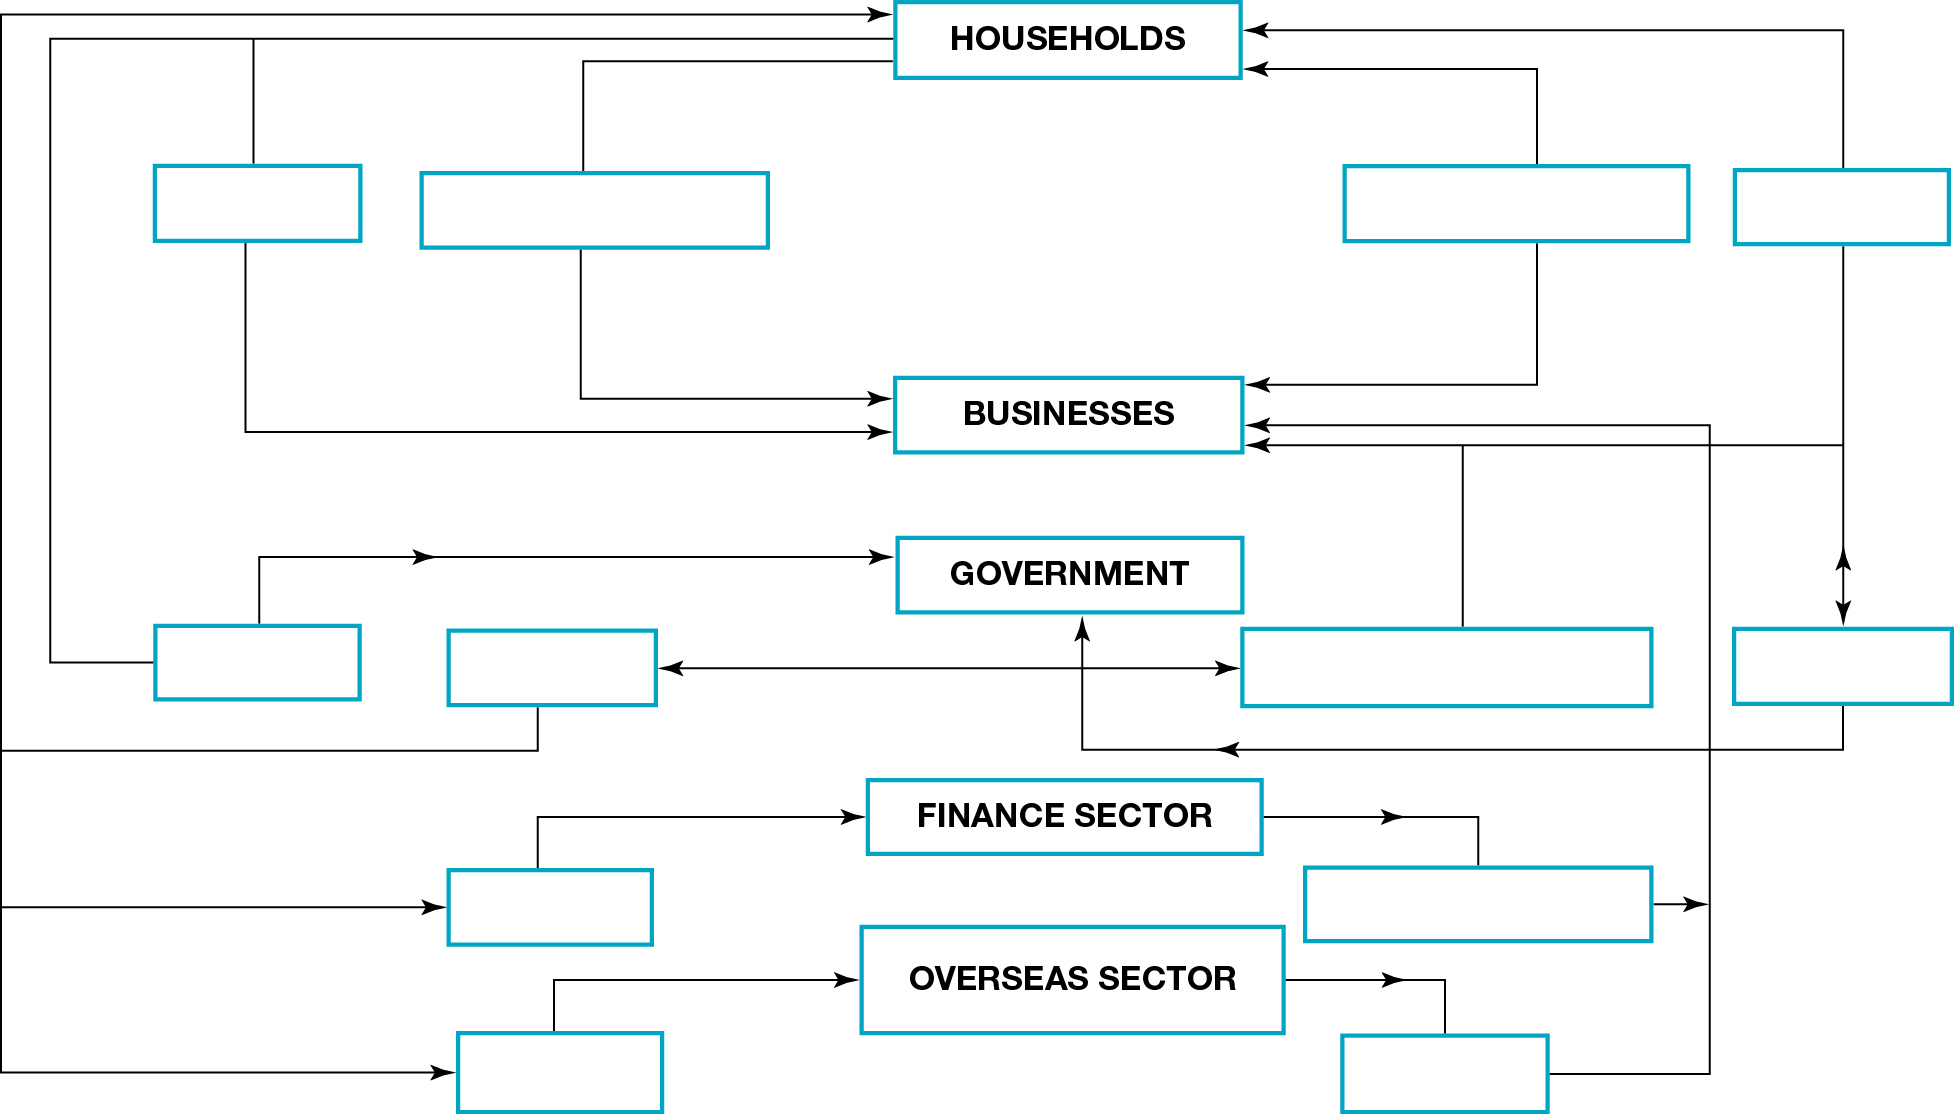 HOUSEHOLDS
BUSINESSES
GOVERNMENT
FINANCE SECTOR
OVERSEAS SECTOR